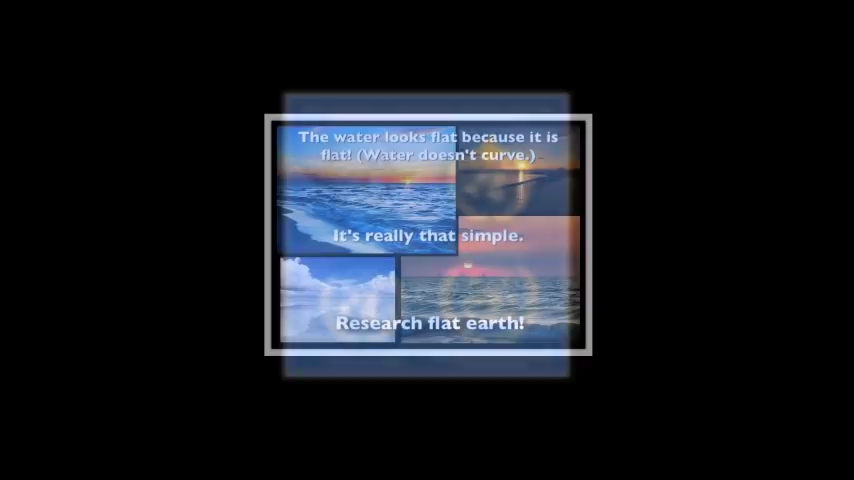 The water looks flat because it is
flat! (Water doesn't curve.)
It's really that simple.
Research flat earth!